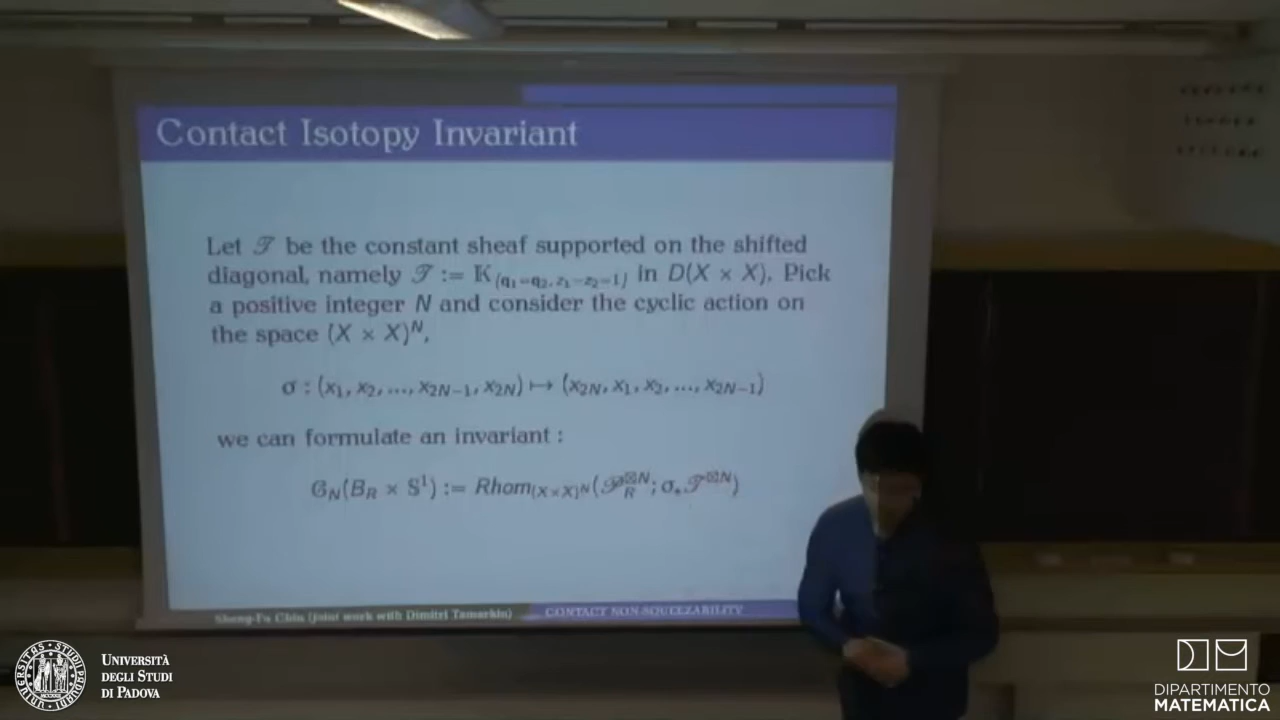 Contact Isotopy Invariant
Let 𝒯 be the constant sheaf supported on the shifted
diagonal, namely 𝒯 := 𝕂_{q₁=q₂, z₁−z₂=1} in D(X × X). Pick
a positive integer N and consider the cyclic action on
the space (X × X)^N,
σ : (x₁, x₂, ..., x_{2N−1}, x_{2N}) ↦ (x_{2N}, x₁, x₂, ..., x_{2N−1})
we can formulate an invariant :
𝔾_N(B_R × 𝕊¹) := Rhom_{(X×X)^N}(𝒫_R^{⊠N}; σ_*𝒯^{⊠N})
Sheng-Fu Chiu (joint work with Dimitri Tamarkin)
CONTACT NON-SQUEEZABILITY
UNIVERSITÀ
DEGLI STUDI
DI PADOVA
DIPARTIMENTO
MATEMATICA